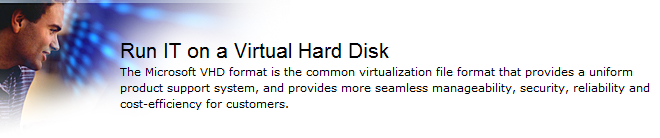 Run IT on a Virtual Hard Disk
The Microsoft VHD format is the common virtualization file format that provides a uniform
product support system, and provides more seamless manageability, security, reliability and
cost-efficiency for customers.